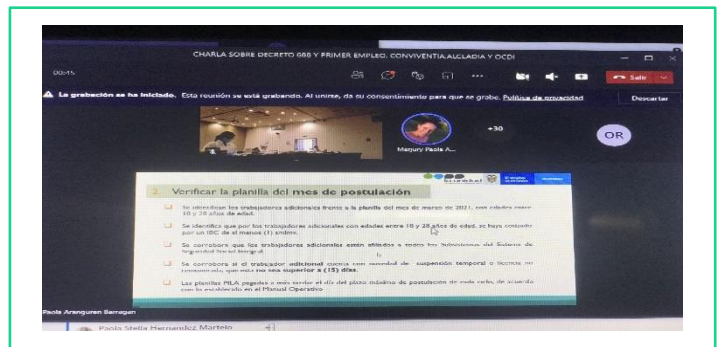 CHARLA SOBRE DECRETO 688 Y PRIMER EMPLEO. CONVIVENTIA,ALCLADIA Y OCDI
00:45
Salir
La grabación se ha iniciado. Esta reunión se está grabando. Al unirse, da su consentimiento para que se grabe. Política de privacidad
Descartar
Marjury Paola A...
+30
OR
2. Verificar la planilla del mes de postulación
Se identifican los trabajadores adicionales frente a la planilla del mes de marzo de 2021, con edades entre
18 y 28 años de edad.
Se identifica que por los trabajadores adicionales con edades entre 18 y 28 años de edad, se haya cotizado
por un IBC de al menos (1) smlmv.
Se corrobore que los trabajadores adicionales estén afiliados a todos los Subsistemas del Sistema de
Seguridad Social Integral
Se corrobora si el trabajador adicional cuenta con novedad de suspensión temporal o licencia no
remunerada, que esta no sea superior a (15) días.
Las planillas PILA pagadas a más tardar el día del plazo máximo de postulación de cada ciclo, de acuerdo
con lo establecido en el Manual Operativo
Paola Aranguren Barragan
Paola Stella Hernandez Martelo